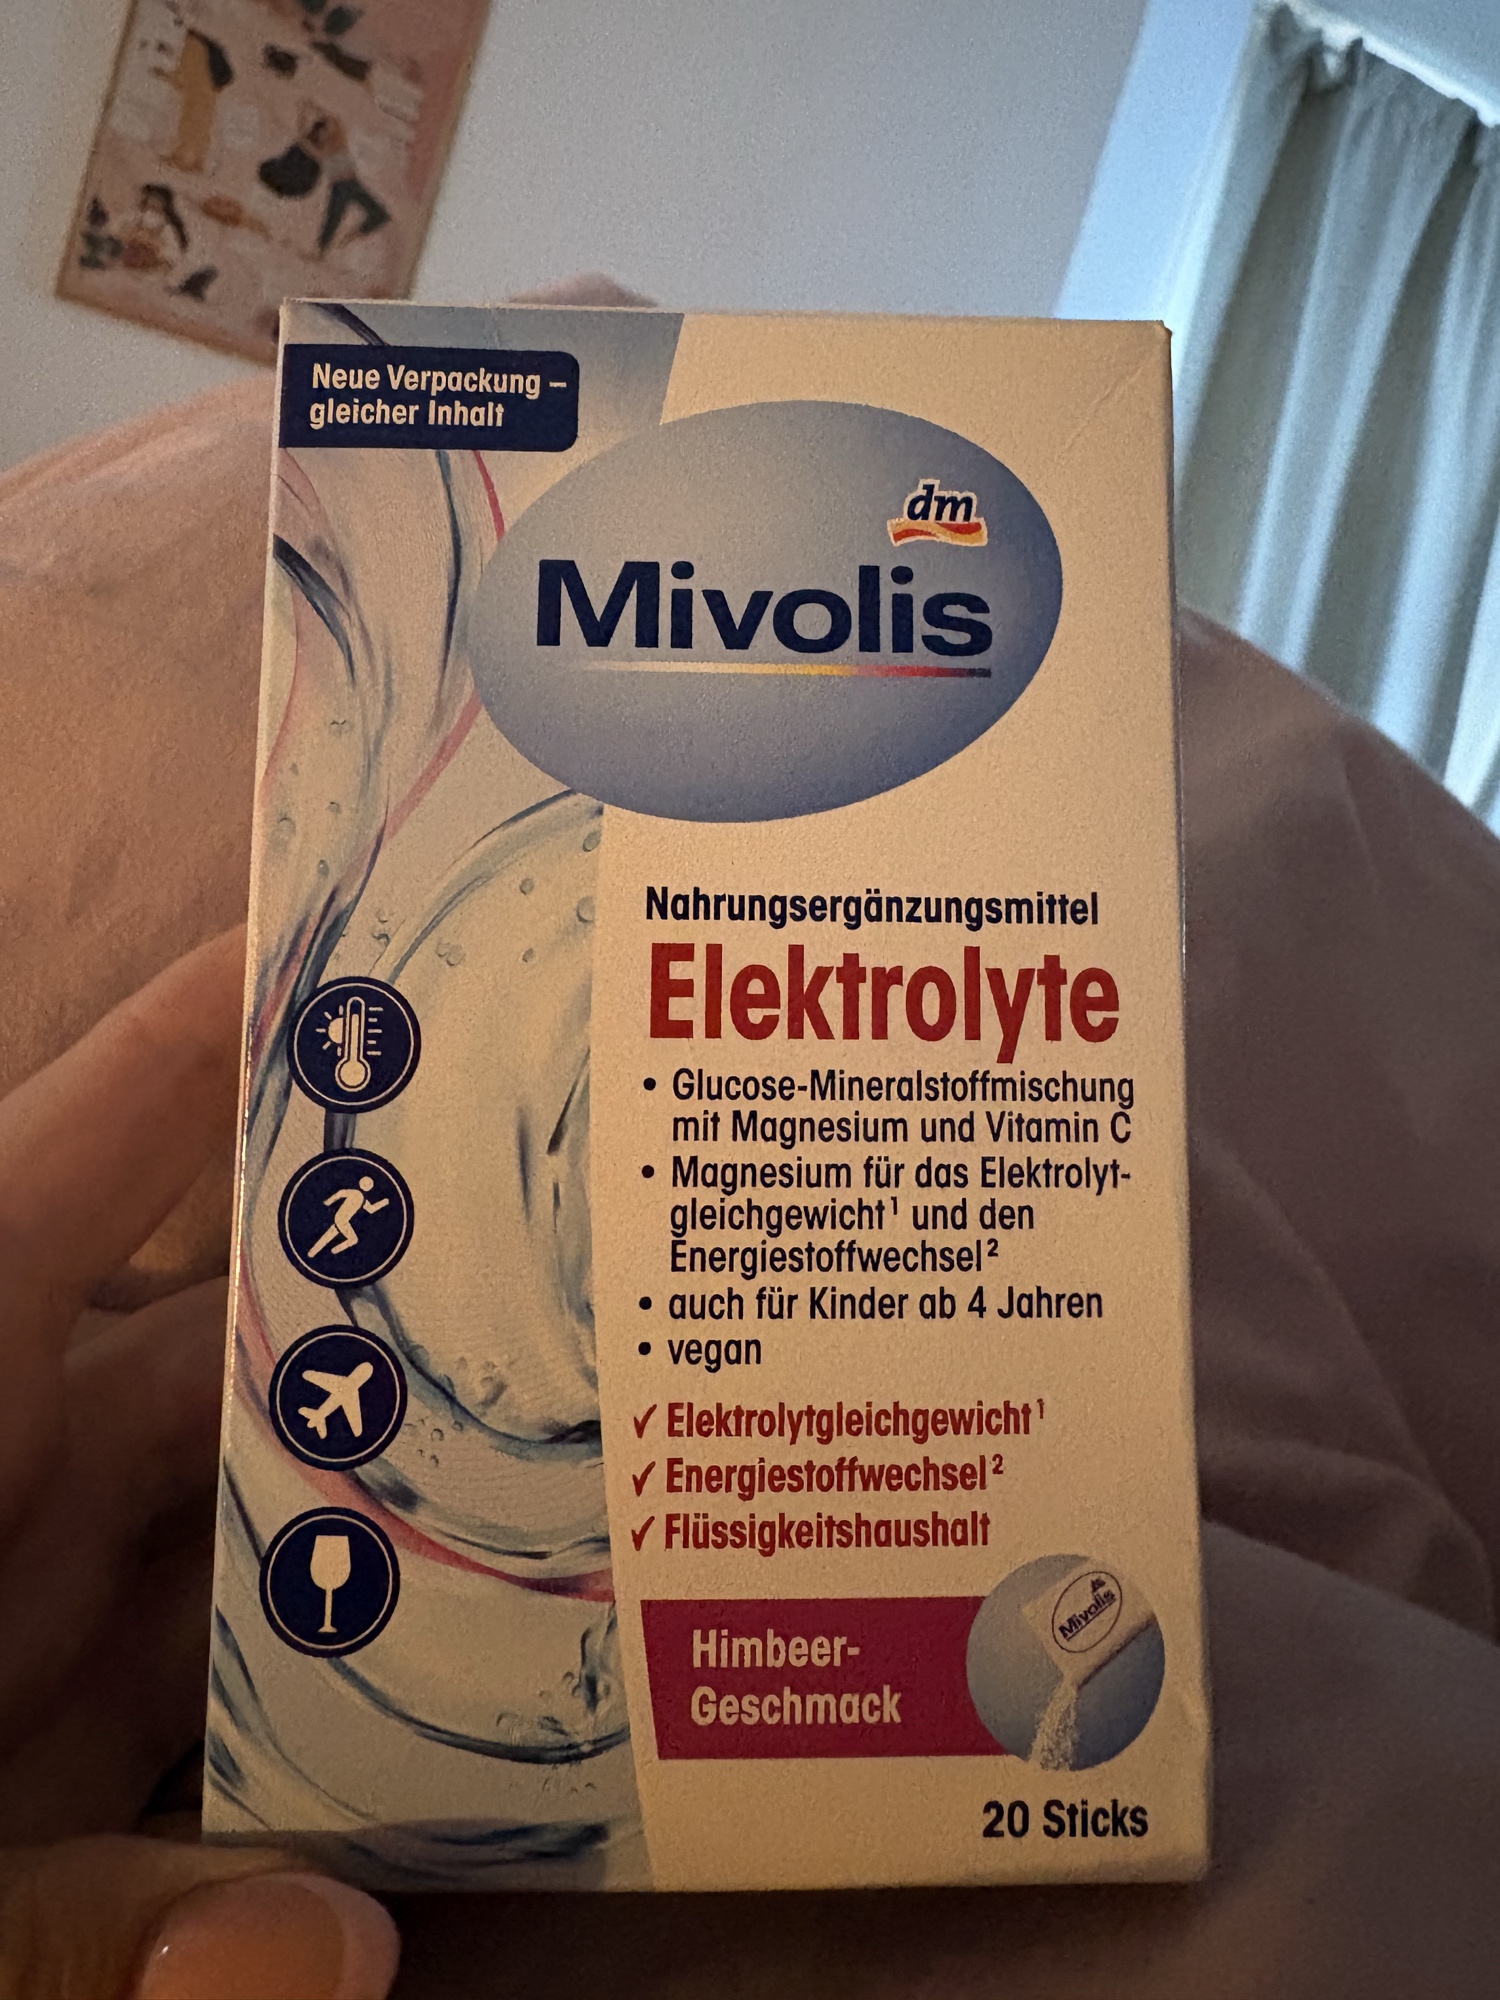 Neue Verpackung –
gleicher Inhalt
dm
Mivolis
Nahrungsergänzungsmittel
Elektrolyte
• Glucose-Mineralstoffmischung
mit Magnesium und Vitamin C
• Magnesium für das Elektrolyt-
gleichgewicht¹ und den
Energiestoffwechsel²
• auch für Kinder ab 4 Jahren
• vegan
✓ Elektrolytgleichgewicht¹
✓ Energiestoffwechsel²
✓ Flüssigkeitshaushalt
Mivolis
Himbeer-
Geschmack
20 Sticks